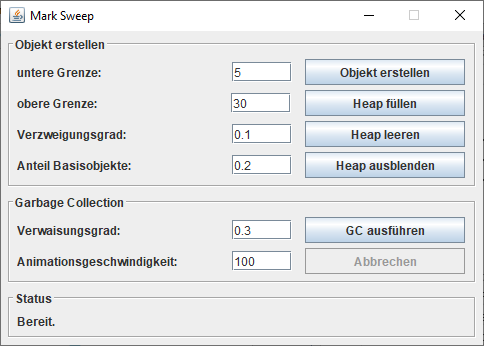 Mark Sweep
Objekt erstellen
untere Grenze: 5 Objekt erstellen
obere Grenze: 30 Heap füllen
Verzweigungsgrad: 0.1 Heap leeren
Anteil Basisobjekte: 0.2 Heap ausblenden
Garbage Collection
Verwaisungsgrad: 0.3 GC ausführen
Animationsgeschwindigkeit: 100 Abbrechen
Status
Bereit.